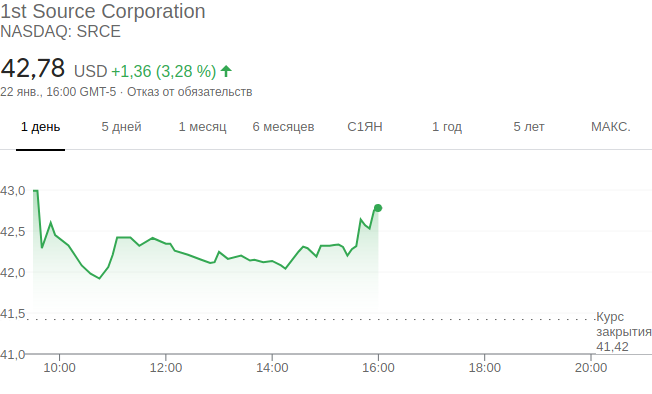 1st Source Corporation
NASDAQ: SRCE
42,78 USD +1,36 (3,28 %)
22 янв., 16:00 GMT-5 · Отказ от обязательств
1 день 5 дней 1 месяц 6 месяцев С1ЯН 1 год 5 лет МАКС.
43,0
42,5
42,0
41,5
41,0
Курс
закрытия
41,42
10:00 12:00 14:00 16:00 18:00 20:00